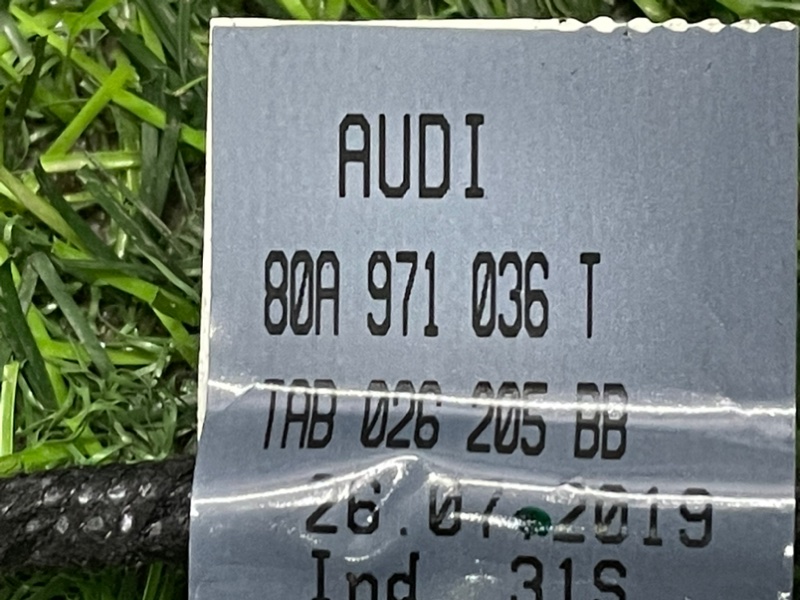 AUDI
80A 971 036 T
TAB 026 205 BB
26.07.2019
Ind 31S